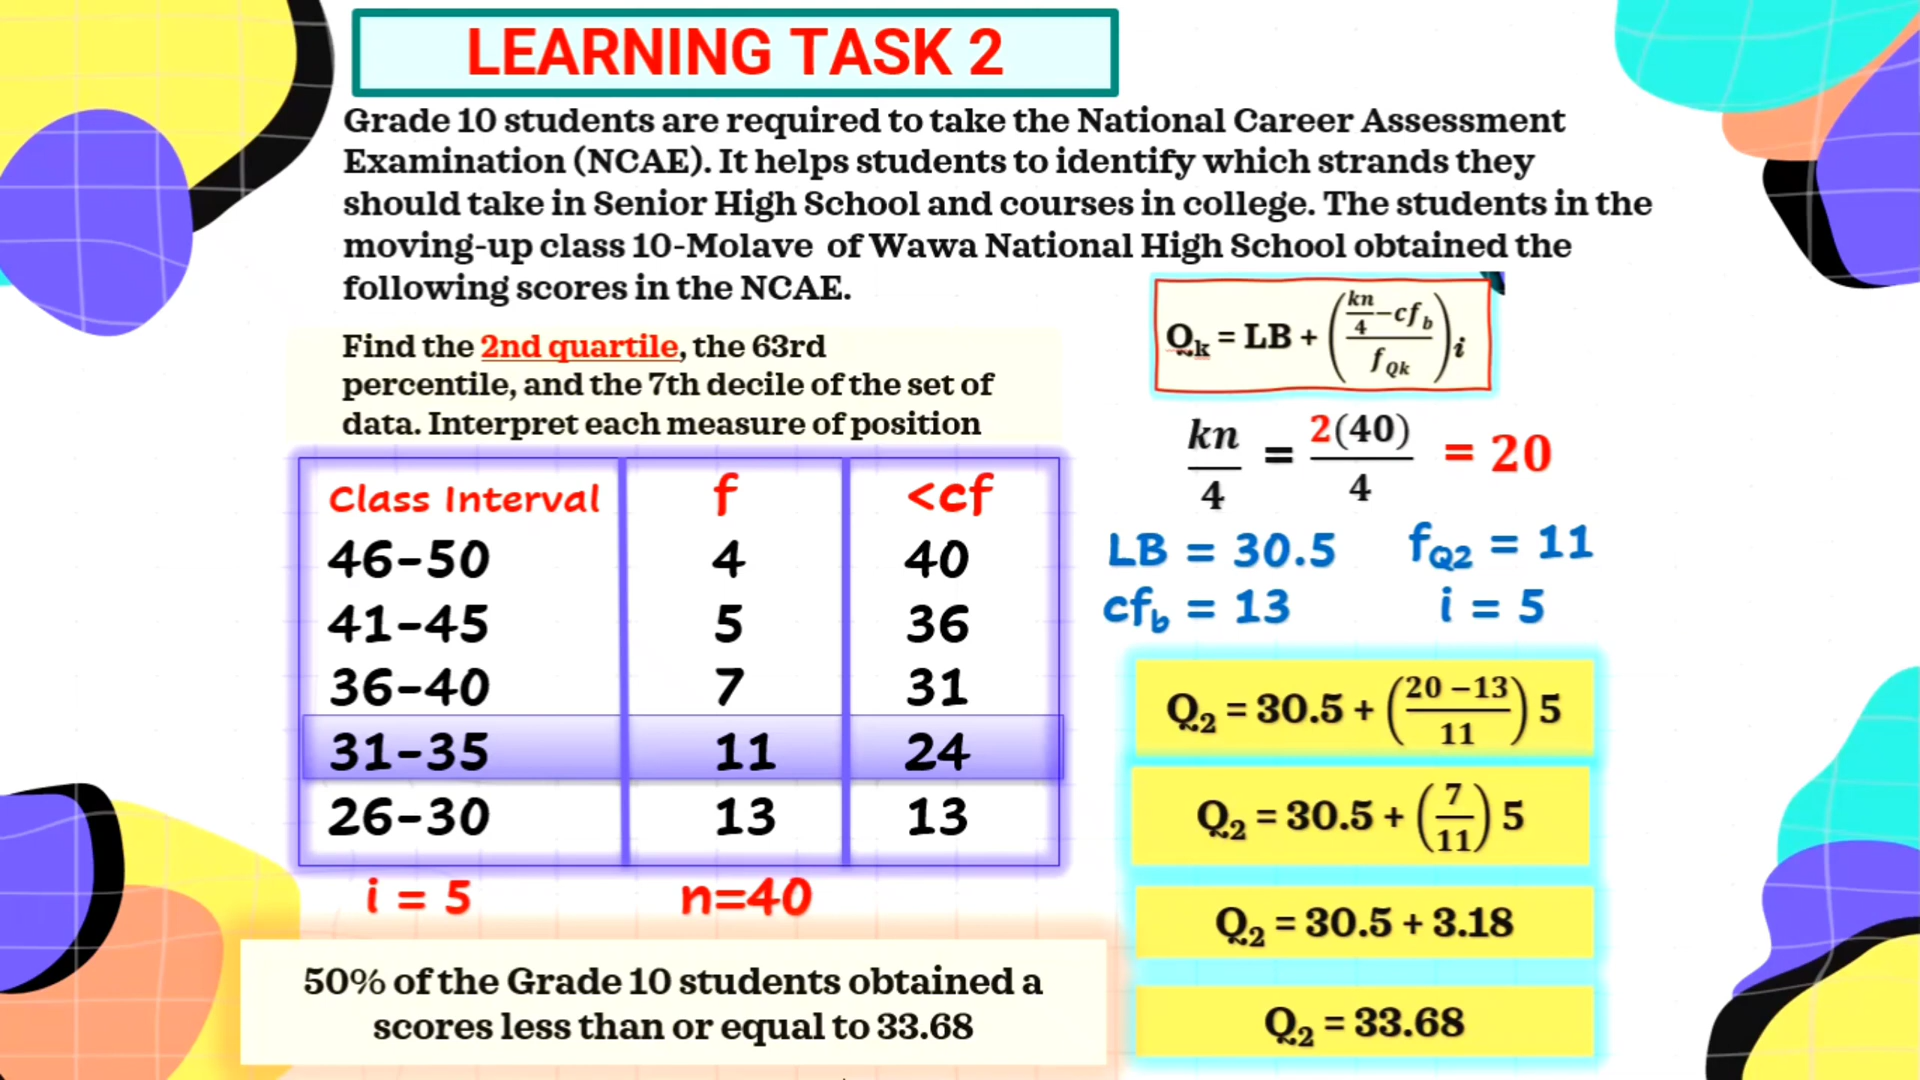 LEARNING TASK 2
Grade 10 students are required to take the National Career Assessment
Examination (NCAE). It helps students to identify which strands they
should take in Senior High School and courses in college. The students in the
moving-up class 10-Molave of Wawa National High School obtained the
following scores in the NCAE.
Find the 2nd quartile, the 63rd
percentile, and the 7th decile of the set of
data. Interpret each measure of position
Class Interval f <cf
46-50 4 40
41-45 5 36
36-40 7 31
31-35 11 24
26-30 13 13
i = 5 n=40
50% of the Grade 10 students obtained a
scores less than or equal to 33.68
Qk = LB + ((kn/4 − cfb)/fQk) i
kn/4 = 2(40)/4 = 20
LB = 30.5 fQ2 = 11
cfb = 13 i = 5
Q2 = 30.5 + ((20 − 13)/11) 5
Q2 = 30.5 + (7/11) 5
Q2 = 30.5 + 3.18
Q2 = 33.68